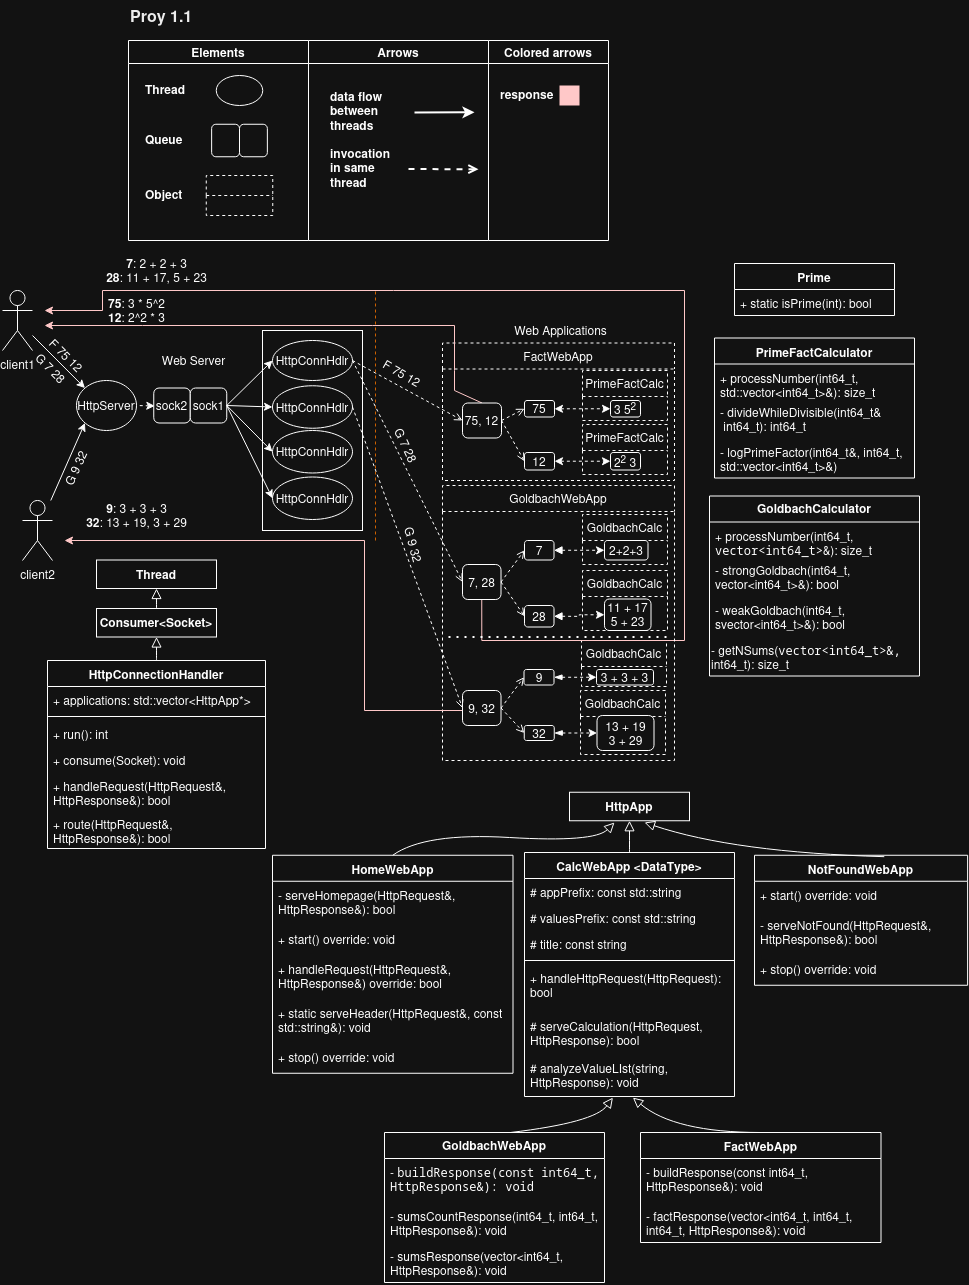 Proy 1.1
Elements
Arrows
Colored arrows
Thread
Queue
Object
data flow
between
threads
invocation
in same
thread
response
7: 2 + 2 + 3
28: 11 + 17, 5 + 23
75: 3 * 5^2
12: 2^2 * 3
client1
F 75 12
G 7 28
HttpServer
G 9 32
client2
9: 3 + 3 + 3
32: 13 + 19, 3 + 29
Web Server
sock2
sock1
HttpConnHdlr
HttpConnHdlr
HttpConnHdlr
HttpConnHdlr
F 75 12
G 7 28
G 9 32
Web Applications
FactWebApp
75, 12
75
12
PrimeFactCalc
3 5^2
PrimeFactCalc
2^2 3
GoldbachWebApp
7, 28
7
28
GoldbachCalc
2+2+3
GoldbachCalc
11 + 17
5 + 23
9, 32
9
32
GoldbachCalc
3 + 3 + 3
GoldbachCalc
13 + 19
3 + 29
Prime
+ static isPrime(int): bool
PrimeFactCalculator
+ processNumber(int64_t,
std::vector<int64_t>&): size_t
- divideWhileDivisible(int64_t&
int64_t): int64_t
- logPrimeFactor(int64_t&, int64_t,
std::vector<int64_t>&)
GoldbachCalculator
+ processNumber(int64_t,
vector<int64_t>&): size_t
- strongGoldbach(int64_t,
vector<int64_t>&): bool
- weakGoldbach(int64_t,
svector<int64_t>&): bool
- getNSums(vector<int64_t>&,
int64_t): size_t
Thread
Consumer<Socket>
HttpConnectionHandler
+ applications: std::vector<HttpApp*>
+ run(): int
+ consume(Socket): void
+ handleRequest(HttpRequest&,
HttpResponse&): bool
+ route(HttpRequest&,
HttpResponse&): bool
HttpApp
HomeWebApp
- serveHomepage(HttpRequest&,
HttpResponse&): bool
+ start() override: void
+ handleRequest(HttpRequest&,
HttpResponse&) override: bool
+ static serveHeader(HttpRequest&, const
std::string&): void
+ stop() override: void
CalcWebApp <DataType>
# appPrefix: const std::string
# valuesPrefix: const std::string
# title: const string
+ handleHttpRequest(HttpRequest):
bool
# serveCalculation(HttpRequest,
HttpResponse): bool
# analyzeValueLIst(string,
HttpResponse): void
NotFoundWebApp
+ start() override: void
- serveNotFound(HttpRequest&,
HttpResponse&): bool
+ stop() override: void
GoldbachWebApp
- buildResponse(const int64_t,
HttpResponse&): void
- sumsCountResponse(int64_t, int64_t,
HttpResponse&): void
- sumsResponse(vector<int64_t,
HttpResponse&): void
FactWebApp
- buildResponse(const int64_t,
HttpResponse&): void
- factResponse(vector<int64_t, int64_t,
int64_t, HttpResponse&): void